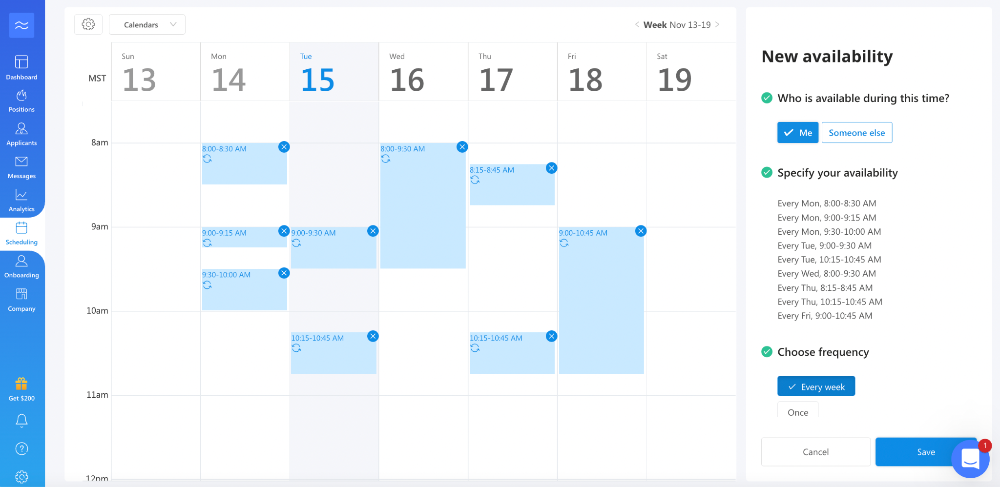 Dashboard
Positions
Applicants
Messages
Analytics
Scheduling
Onboarding
Company
Get $200
Calendars
Week Nov 13-19
MST
Sun
13
Mon
14
Tue
15
Wed
16
Thu
17
Fri
18
Sat
19
8am
9am
10am
11am
12pm
8:00-8:30 AM
9:00-9:15 AM
9:30-10:00 AM
9:00-9:30 AM
10:15-10:45 AM
8:00-9:30 AM
8:15-8:45 AM
10:15-10:45 AM
9:00-10:45 AM
New availability
Who is available during this time?
Me
Someone else
Specify your availability
Every Mon, 8:00-8:30 AM
Every Mon, 9:00-9:15 AM
Every Mon, 9:30-10:00 AM
Every Tue, 9:00-9:30 AM
Every Tue, 10:15-10:45 AM
Every Wed, 8:00-9:30 AM
Every Thu, 8:15-8:45 AM
Every Thu, 10:15-10:45 AM
Every Fri, 9:00-10:45 AM
Choose frequency
Every week
Once
Cancel
Save
1